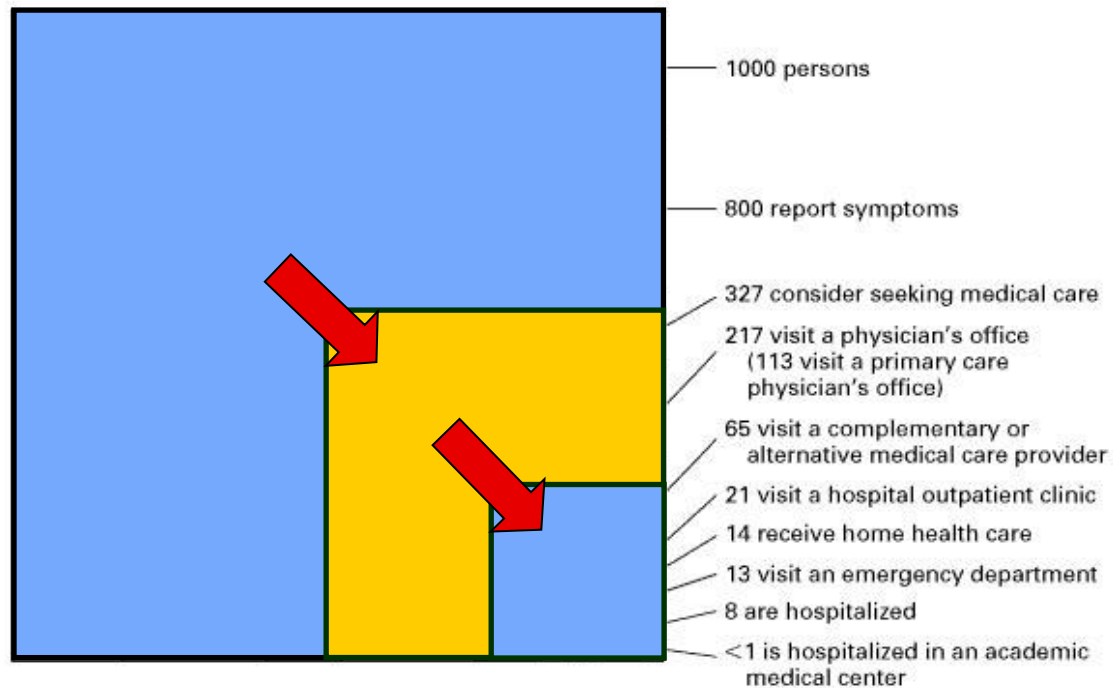 1000 persons
800 report symptoms
327 consider seeking medical care
217 visit a physician’s office
(113 visit a primary care
physician’s office)
65 visit a complementary or
alternative medical care provider
21 visit a hospital outpatient clinic
14 receive home health care
13 visit an emergency department
8 are hospitalized
<1 is hospitalized in an academic
medical center